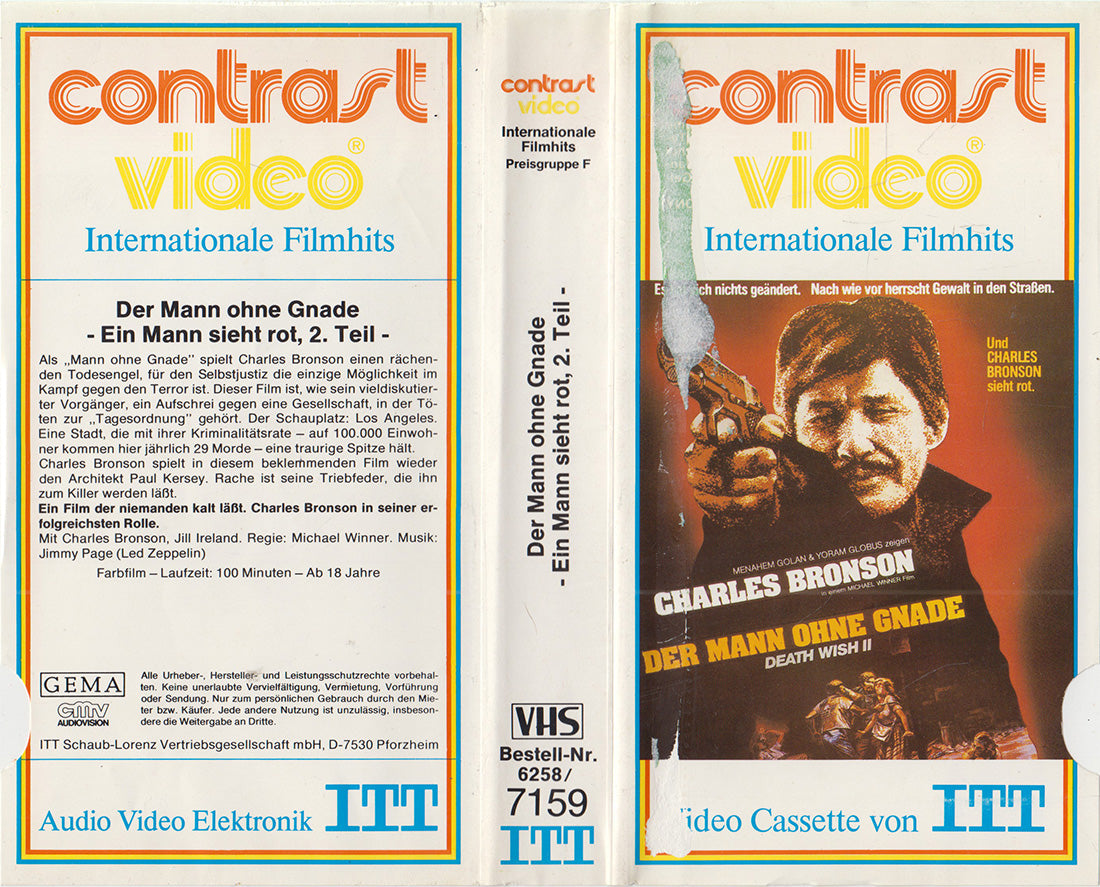 contrast
video®
Internationale Filmhits
Der Mann ohne Gnade
- Ein Mann sieht rot, 2. Teil -
Als „Mann ohne Gnade" spielt Charles Bronson einen rächen-
den Todesengel, für den Selbstjustiz die einzige Möglichkeit im
Kampf gegen den Terror ist. Dieser Film ist, wie sein vieldiskutier-
ter Vorgänger, ein Aufschrei gegen eine Gesellschaft, in der Tö-
ten zur „Tagesordnung" gehört. Der Schauplatz: Los Angeles.
Eine Stadt, die mit ihrer Kriminalitätsrate – auf 100.000 Einwoh-
ner kommen hier jährlich 29 Morde – eine traurige Spitze hält.
Charles Bronson spielt in diesem beklemmenden Film wieder
den Architekt Paul Kersey. Rache ist seine Triebfeder, die ihn
zum Killer werden läßt.
Ein Film der niemanden kalt läßt. Charles Bronson in seiner er-
folgreichsten Rolle.
Mit Charles Bronson, Jill Ireland. Regie: Michael Winner. Musik:
Jimmy Page (Led Zeppelin)
Farbfilm – Laufzeit: 100 Minuten – Ab 18 Jahre
GEMA
cmv
AUDIOVISION
Alle Urheber-, Hersteller- und Leistungsschutzrechte vorbehal-
ten. Keine unerlaubte Vervielfältigung, Vermietung, Vorführung
oder Sendung. Nur zum persönlichen Gebrauch durch den Mie-
ter bzw. Käufer. Jede andere Nutzung ist unzulässig, insbeson-
dere die Weitergabe an Dritte.
ITT Schaub-Lorenz Vertriebsgesellschaft mbH, D-7530 Pforzheim
Audio Video Elektronik ITT
contrast
video
Internationale
Filmhits
Preisgruppe F
Der Mann ohne Gnade
- Ein Mann sieht rot, 2. Teil -
VHS
Bestell-Nr.
6258/
7159
ITT
contrast
video®
Internationale Filmhits
nichts geändert. Nach wie vor herrscht Gewalt in den Straßen.
Und
CHARLES
BRONSON
sieht rot.
MENAHEM GOLAN & YORAM GLOBUS zeigen
CHARLES BRONSON
in einem MICHAEL WINNER Film
DER MANN OHNE GNADE
DEATH WISH II
Video Cassette von ITT